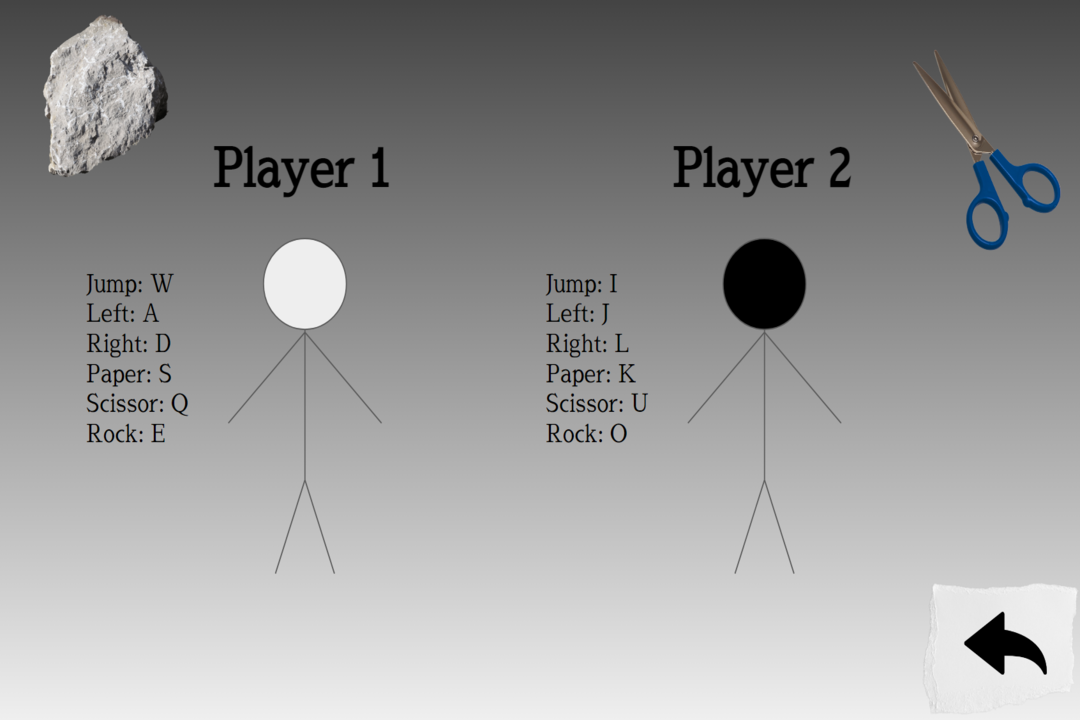 Player 1
Jump: W
Left: A
Right: D
Paper: S
Scissor: Q
Rock: E
Player 2
Jump: I
Left: J
Right: L
Paper: K
Scissor: U
Rock: O